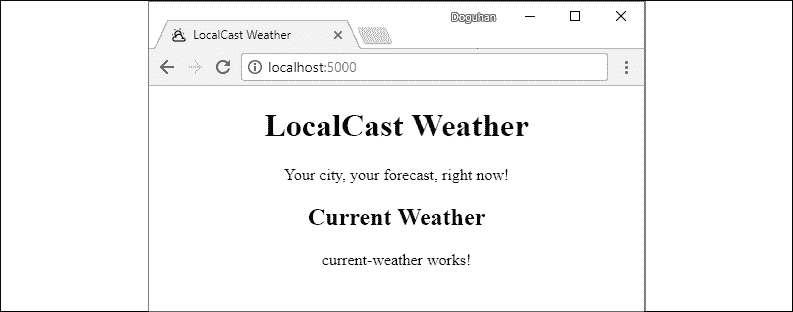 Doguhan
LocalCast Weather
localhost:5000
LocalCast Weather
Your city, your forecast, right now!
Current Weather
current-weather works!